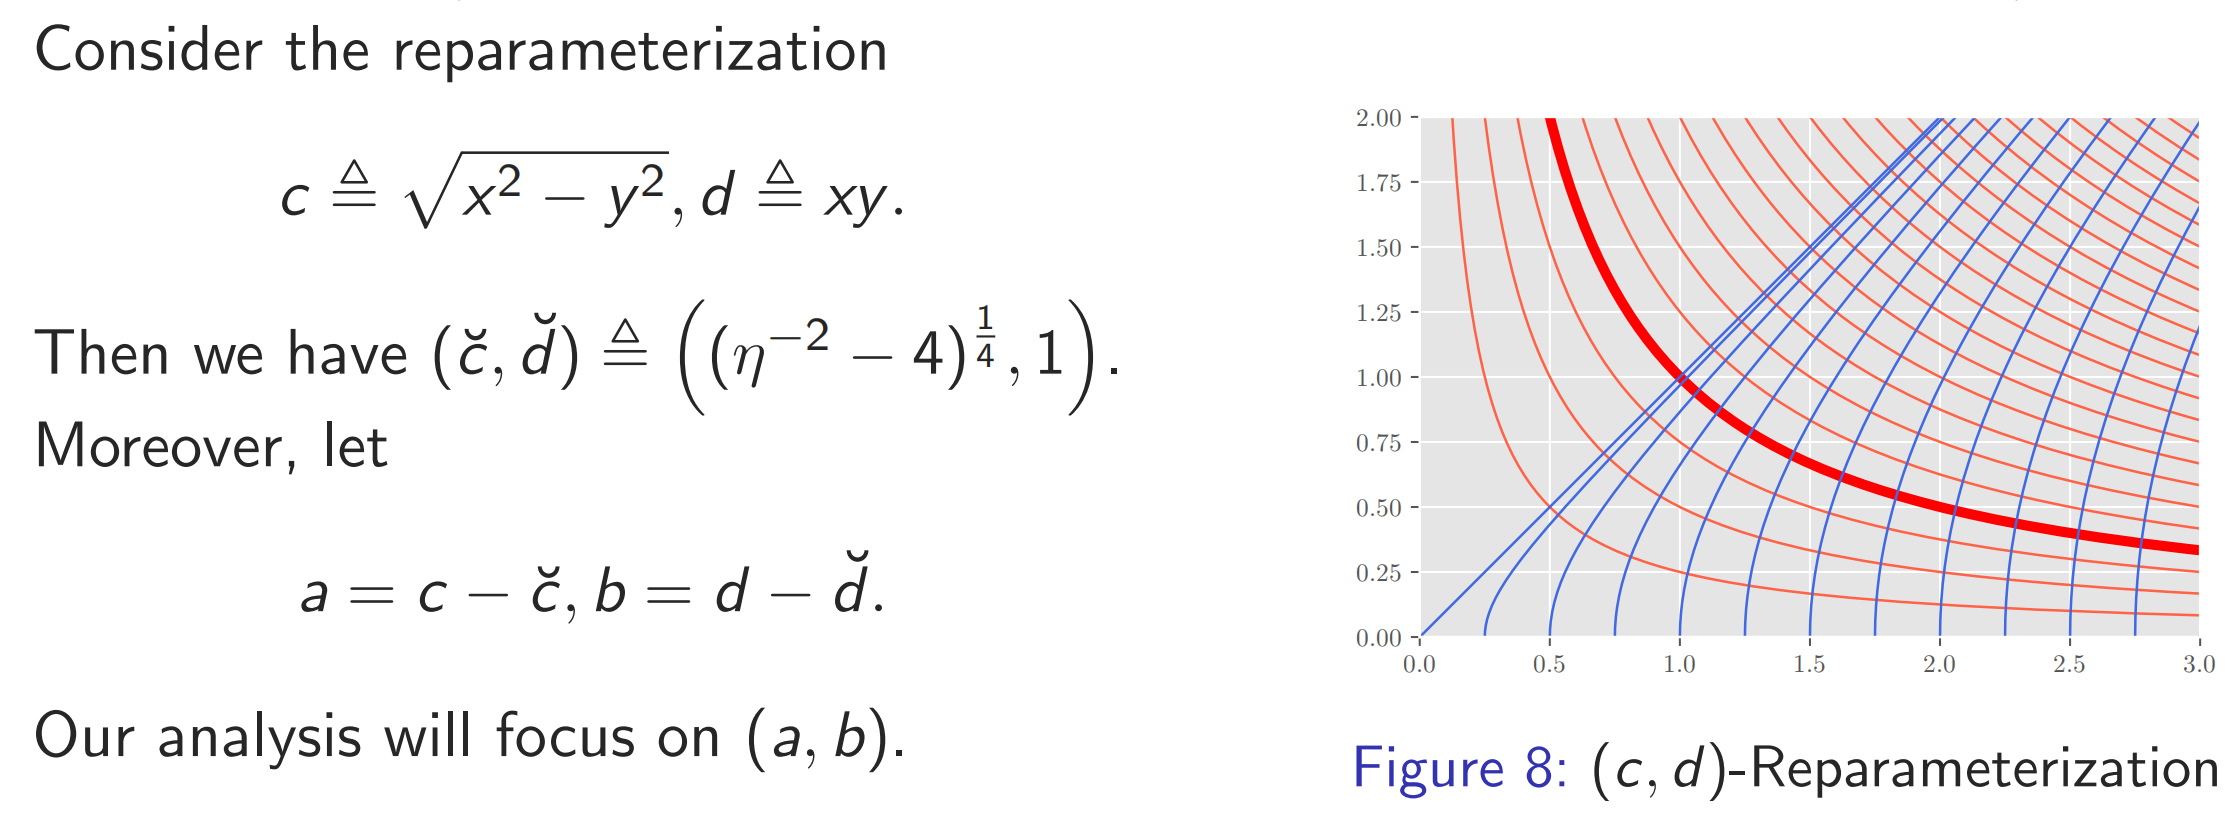 Consider the reparameterization
c ≜ √(x² − y²), d ≜ xy.
Then we have (c̆, d̆) ≜ ((η⁻² − 4)^(1/4), 1).
Moreover, let
a = c − c̆, b = d − d̆.
Our analysis will focus on (a, b).
2.00
1.75
1.50
1.25
1.00
0.75
0.50
0.25
0.00
0.0 0.5 1.0 1.5 2.0 2.5 3.0
Figure 8: (c, d)-Reparameterization